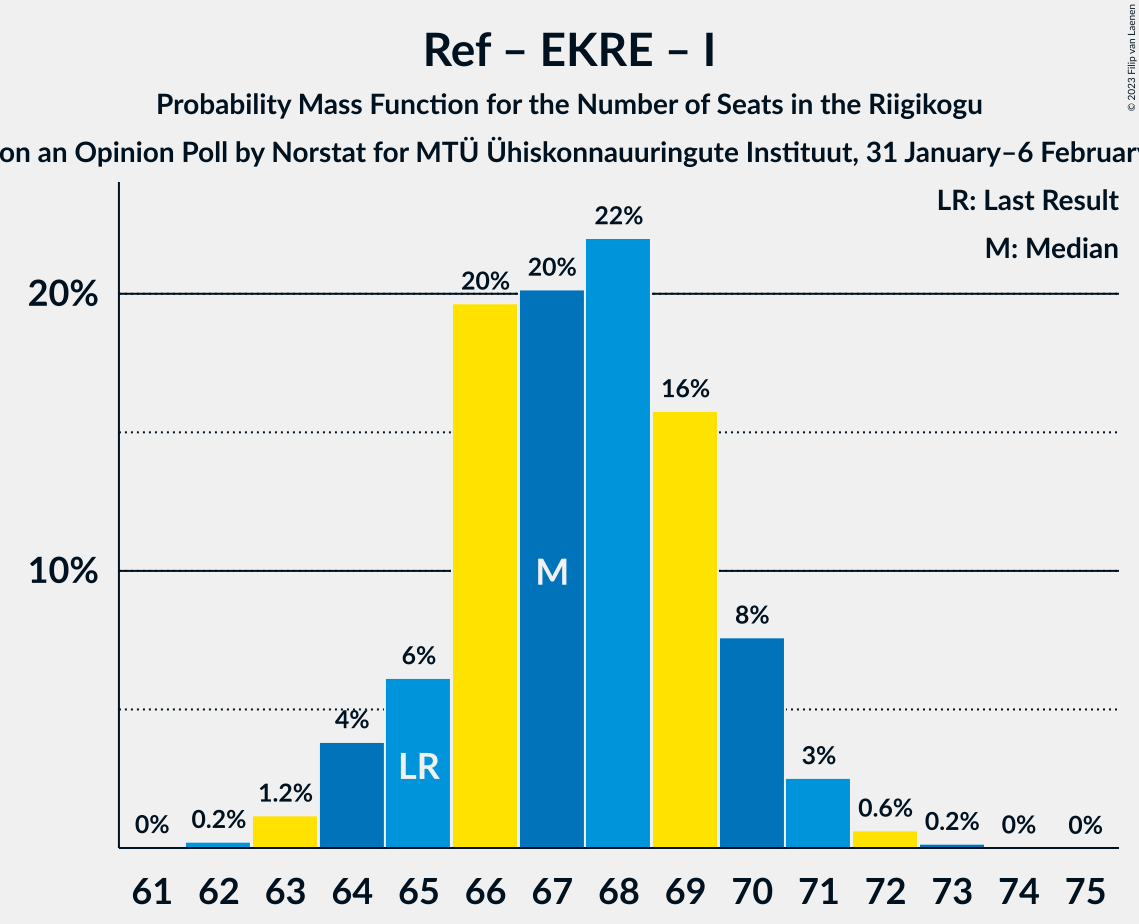 Ref – EKRE – I
Probability Mass Function for the Number of Seats in the Riigikogu
on an Opinion Poll by Norstat for MTÜ Ühiskonnauuringute Instituut, 31 January–6 February
© 2023 Filip van Laenen
LR: Last Result
M: Median
22%
20%
20%
20%
16%
M
10%
8%
6%
4%
LR
3%
1.2%
0.6%
0.2%
0.2%
0%
0%
0%
61 62 63 64 65 66 67 68 69 70 71 72 73 74 75